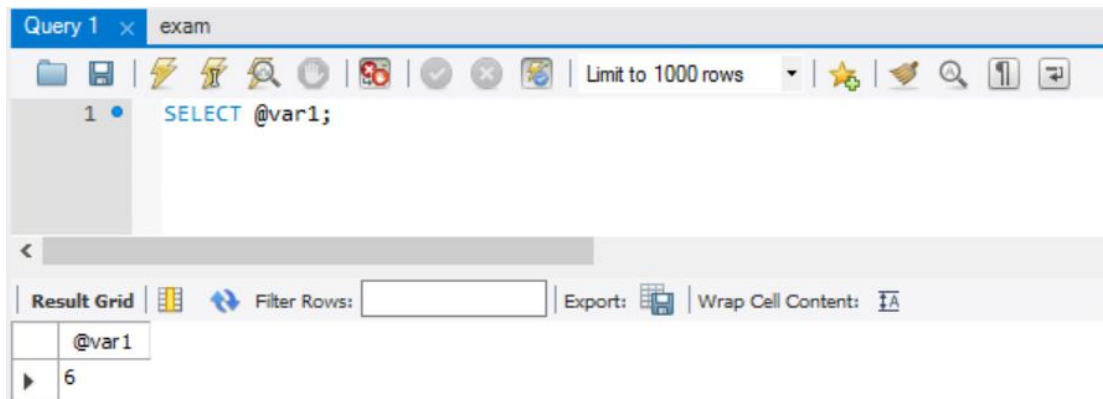 Query 1 × exam
Limit to 1000 rows
1 SELECT @var1;
Result Grid Filter Rows: Export: Wrap Cell Content: IA
@var1
6